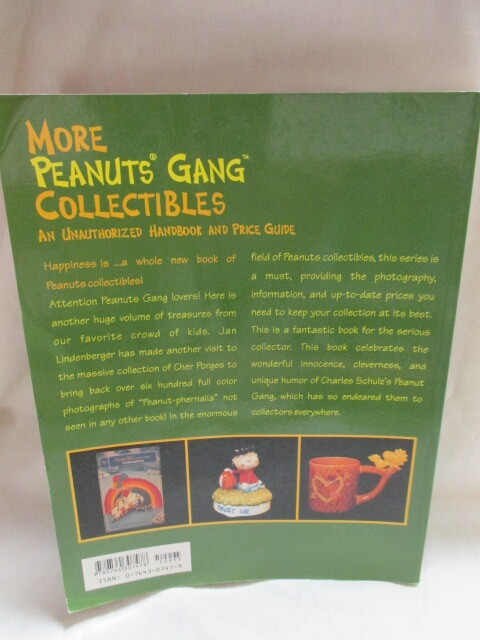 MORE
PEANUTS® GANG™
COLLECTIBLES
AN UNAUTHORIZED HANDBOOK AND PRICE GUIDE
Happiness is ...a whole new book of
Peanuts collectibles!
Attention Peanuts Gang lovers! Here is
another huge volume of treasures from
our favorite crowd of kids. Jan
Lindenberger has made another visit to
the massive collection of Cher Porges to
bring back over six hundred full color
photographs of "Peanut-phernalia" not
seen in any other book! In the enormous
field of Peanuts collectibles, this series is
a must, providing the photography,
information, and up-to-date prices you
need to keep your collection at its best.
This is a fantastic book for the serious
collector. This book celebrates the
wonderful innocence, cleverness, and
unique humor of Charles Schulz's Peanut
Gang, which has so endeared them to
collectors everywhere.
TRUST ME
ISBN: 0-7643-0747-5